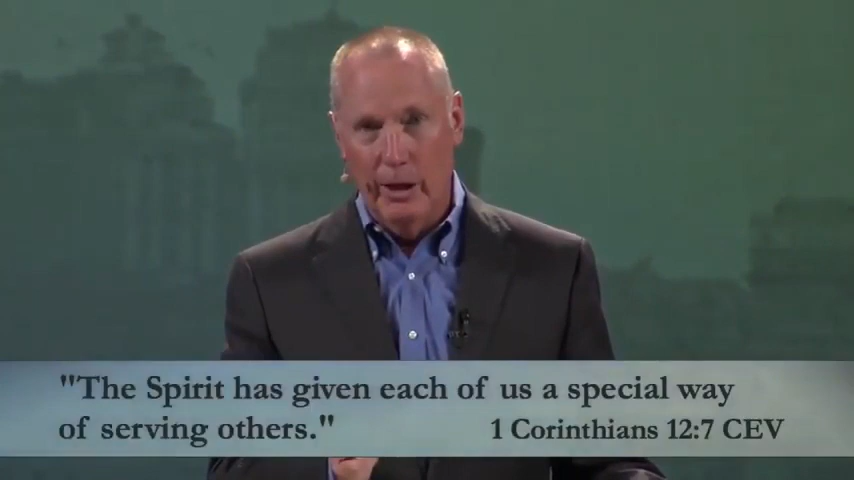 "The Spirit has given each of us a special way
of serving others." 1 Corinthians 12:7 CEV